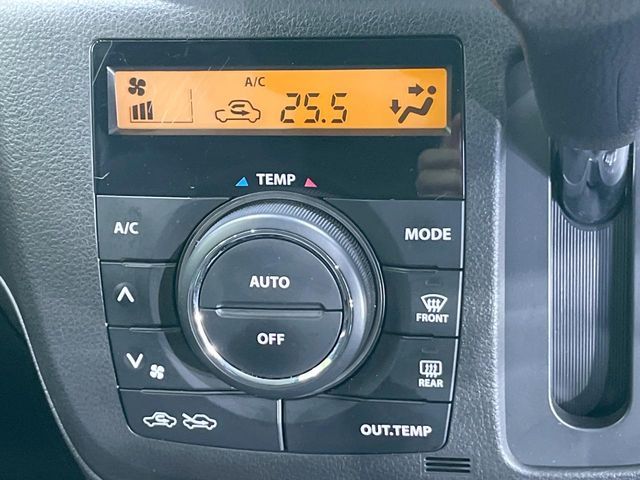 A/C
25.5
TEMP
A/C
MODE
AUTO
OFF
FRONT
REAR
OUT.TEMP